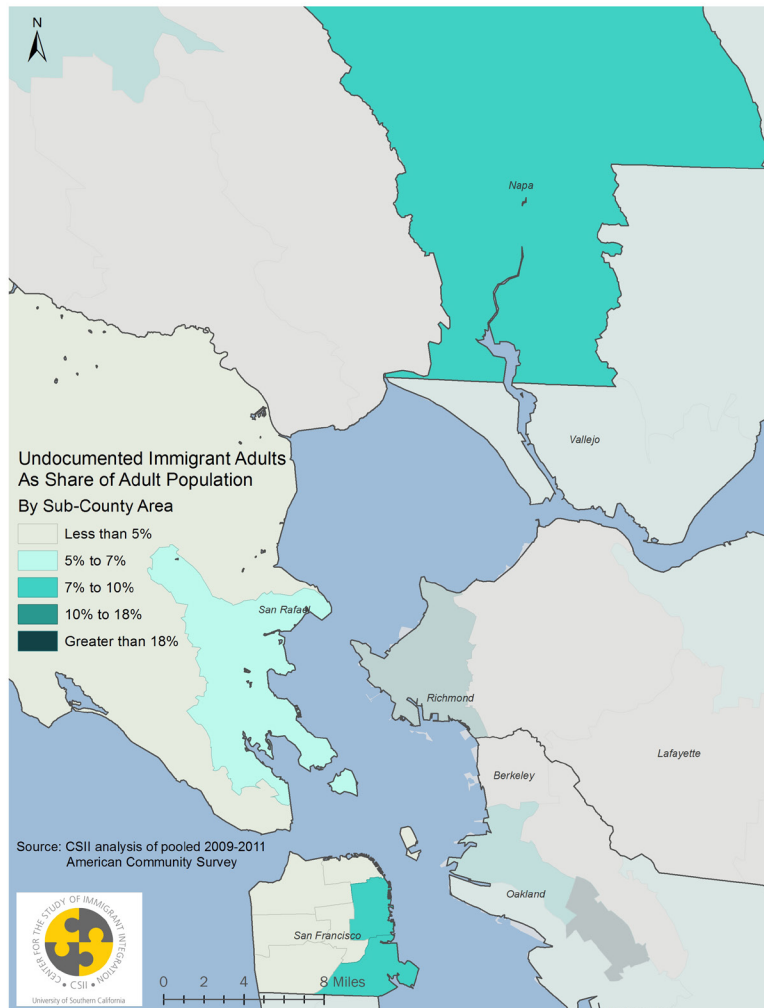 N
Napa
Vallejo
Undocumented Immigrant Adults
As Share of Adult Population
By Sub-County Area
Less than 5%
5% to 7%
7% to 10%
10% to 18%
Greater than 18%
San Rafael
Richmond
Lafayette
Berkeley
Source: CSII analysis of pooled 2009-2011
American Community Survey
Oakland
San Francisco
CENTER FOR THE STUDY OF IMMIGRANT INTEGRATION
· CSII ·
University of Southern California
0 2 4 8 Miles